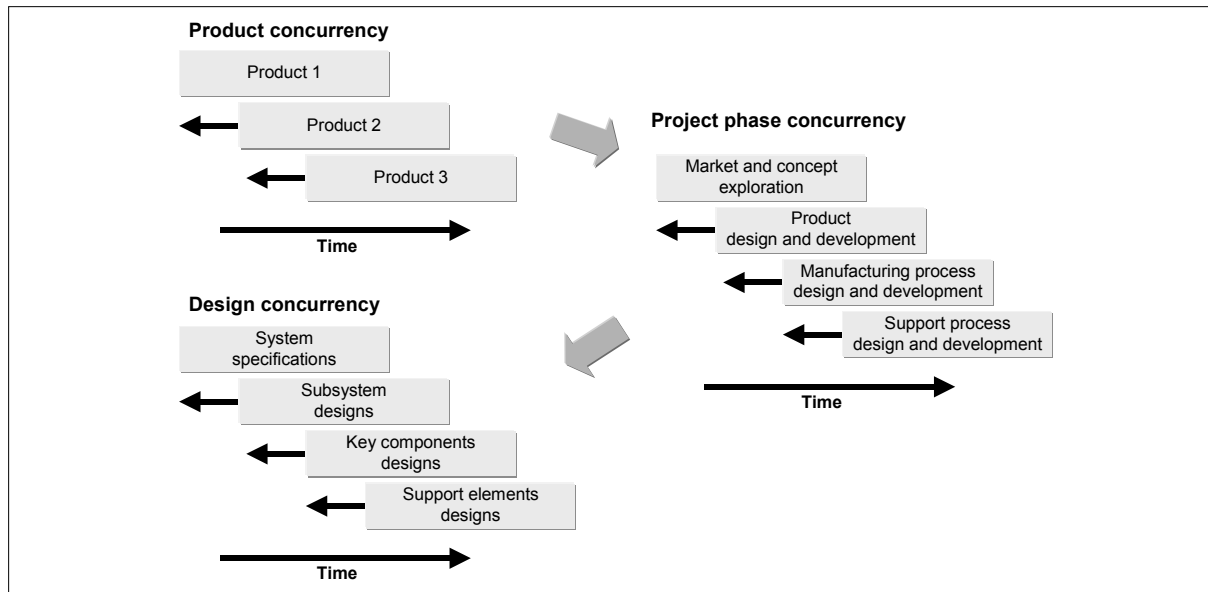 Product concurrency
Product 1
Product 2
Product 3
Time
Project phase concurrency
Market and concept
exploration
Product
design and development
Manufacturing process
design and development
Support process
design and development
Time
Design concurrency
System
specifications
Subsystem
designs
Key components
designs
Support elements
designs
Time